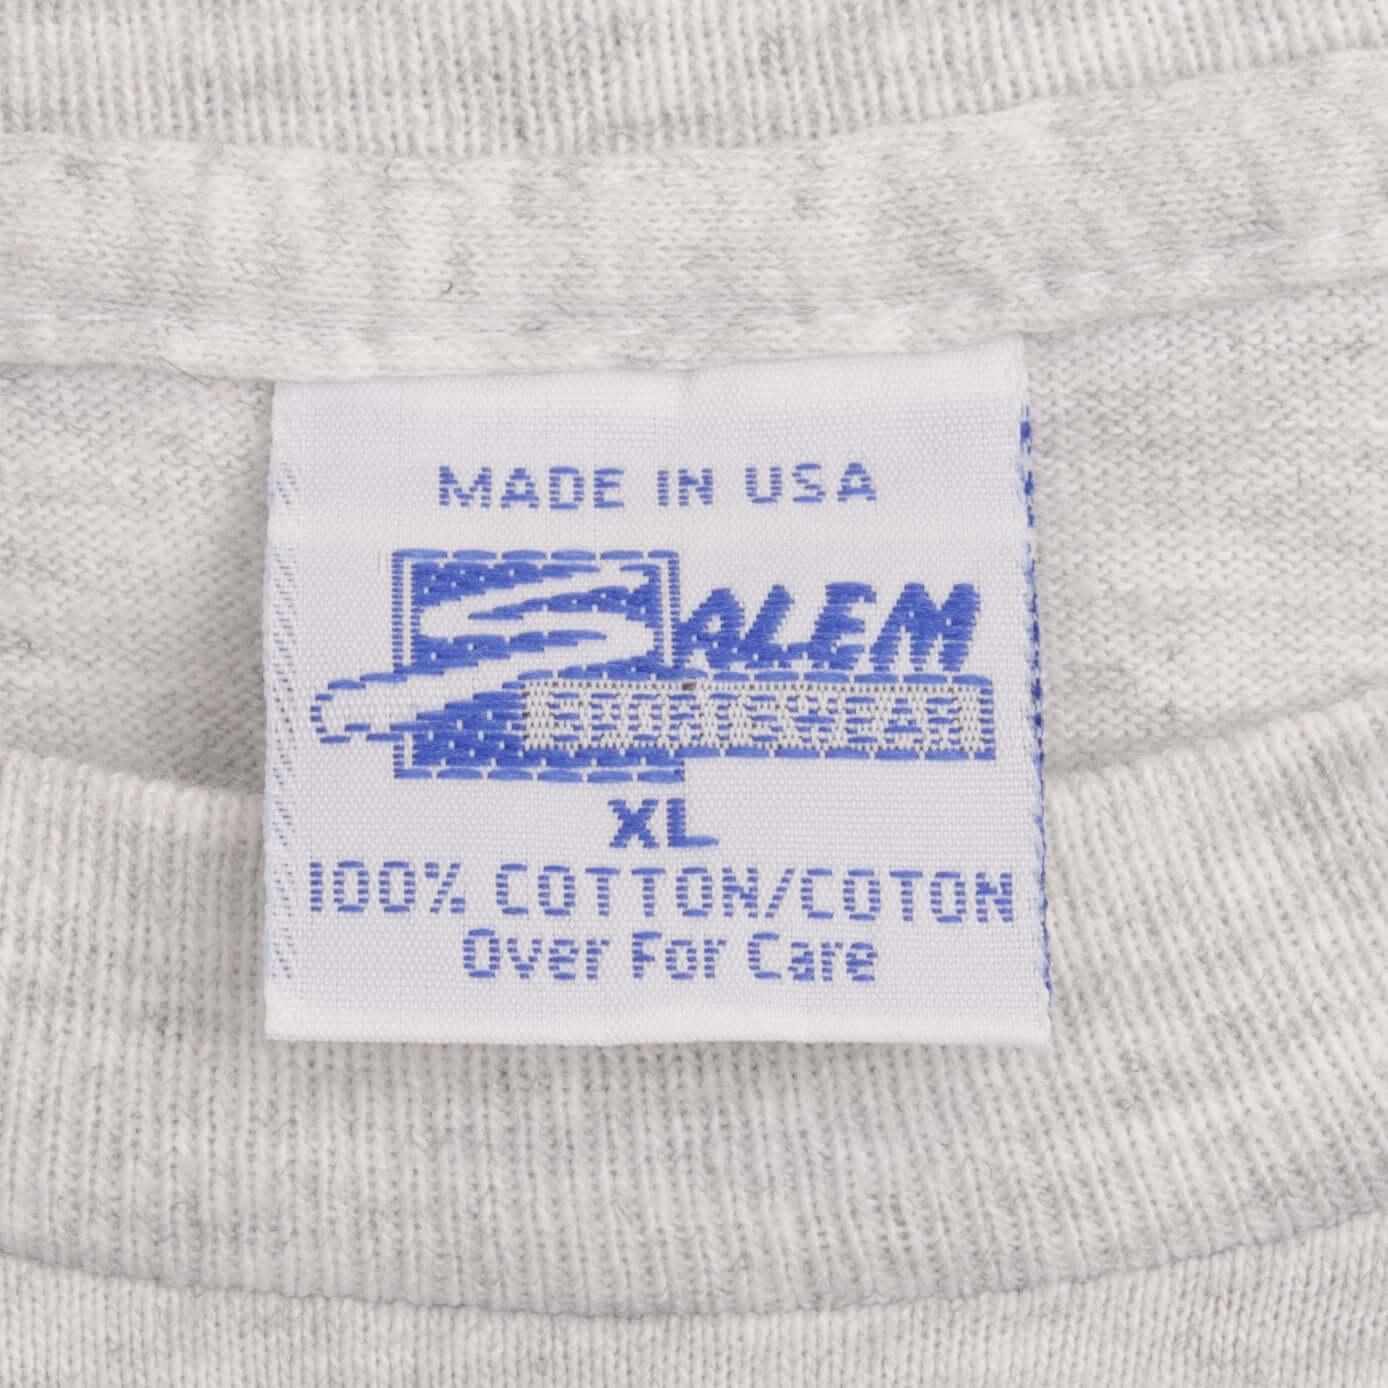 MADE IN USA
SALEM
SPORTSWEAR
XL
100% COTTON/COTON
Over For Care